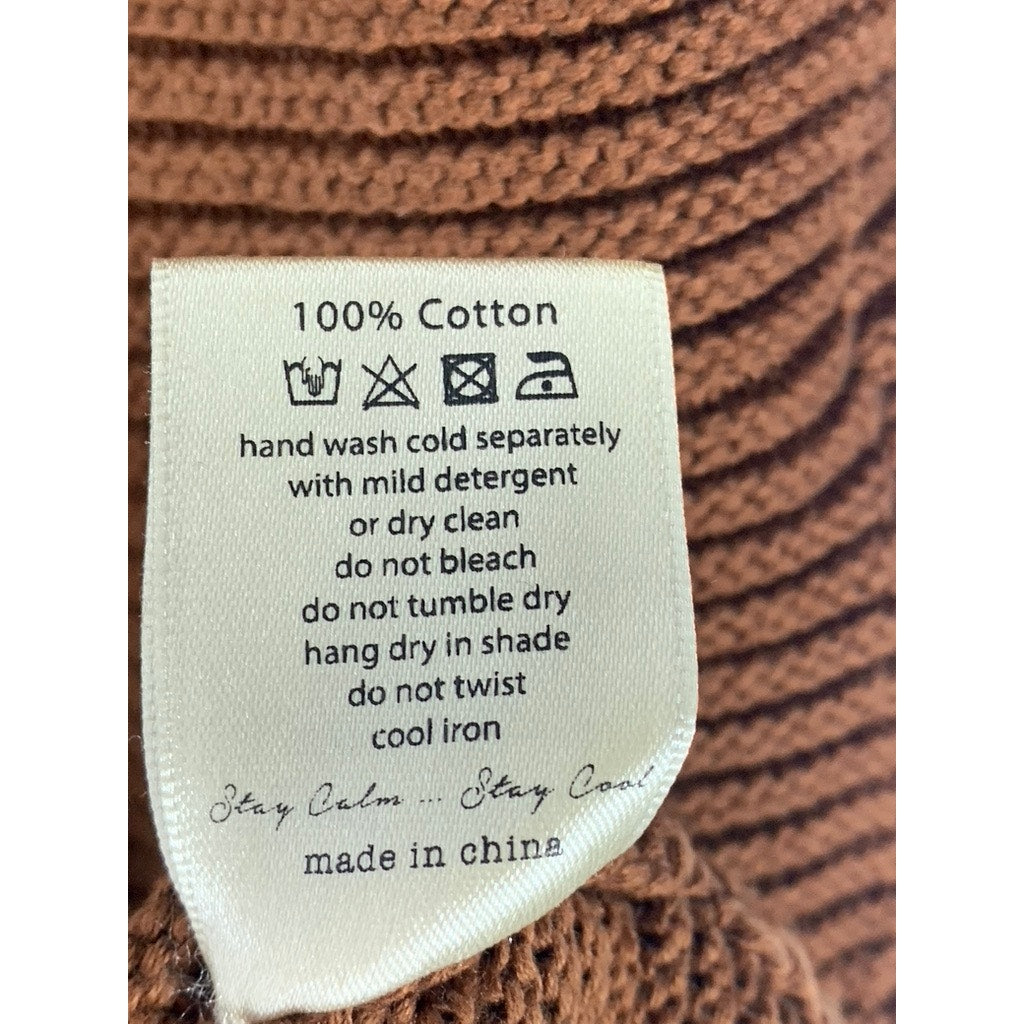 100% Cotton
hand wash cold separately
with mild detergent
or dry clean
do not bleach
do not tumble dry
hang dry in shade
do not twist
cool iron
Stay Calm ... Stay Cool
made in china